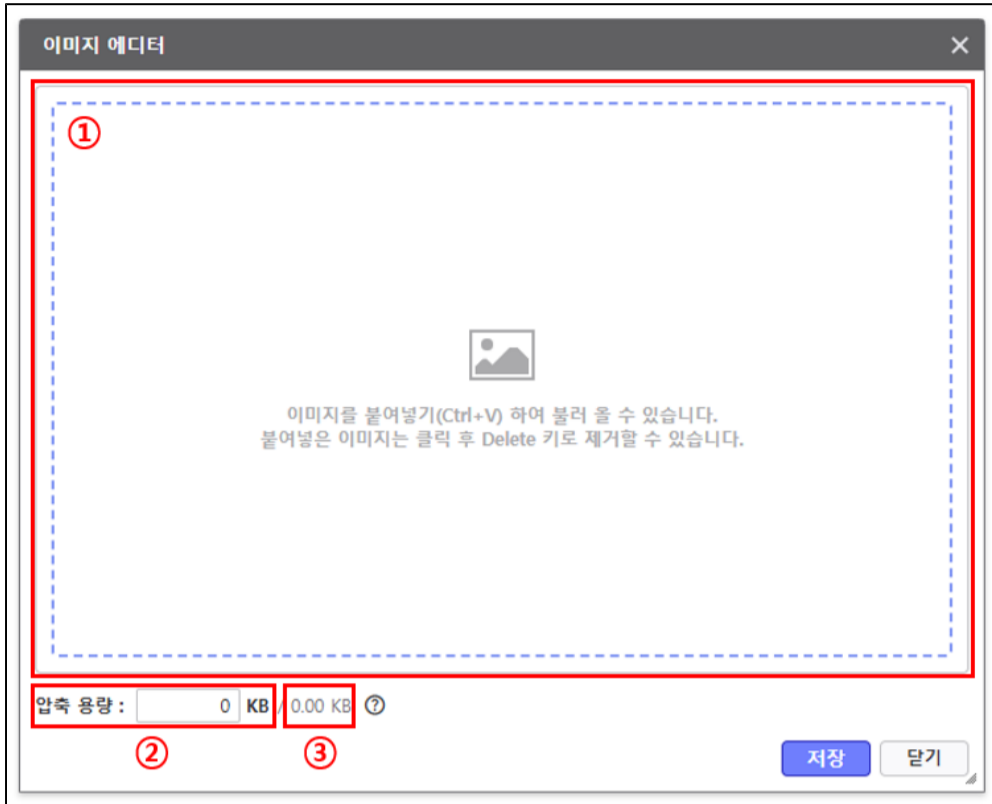 이미지 에디터
①
이미지를 붙여넣기(Ctrl+V) 하여 불러 올 수 있습니다.
붙여넣은 이미지는 클릭 후 Delete 키로 제거할 수 있습니다.
압축 용량 : 0 KB / 0.00 KB ?
② ③
저장 닫기